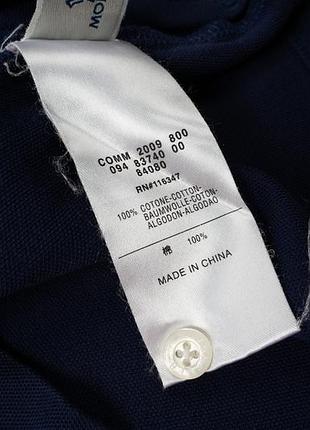 COMM 2009 800
094 83740 00
84080
RN#116347
100% COTONE-COTTON-
BAUMWOLLE-COTON-
ALGODON-ALGODAO
棉 100%
MADE IN CHINA